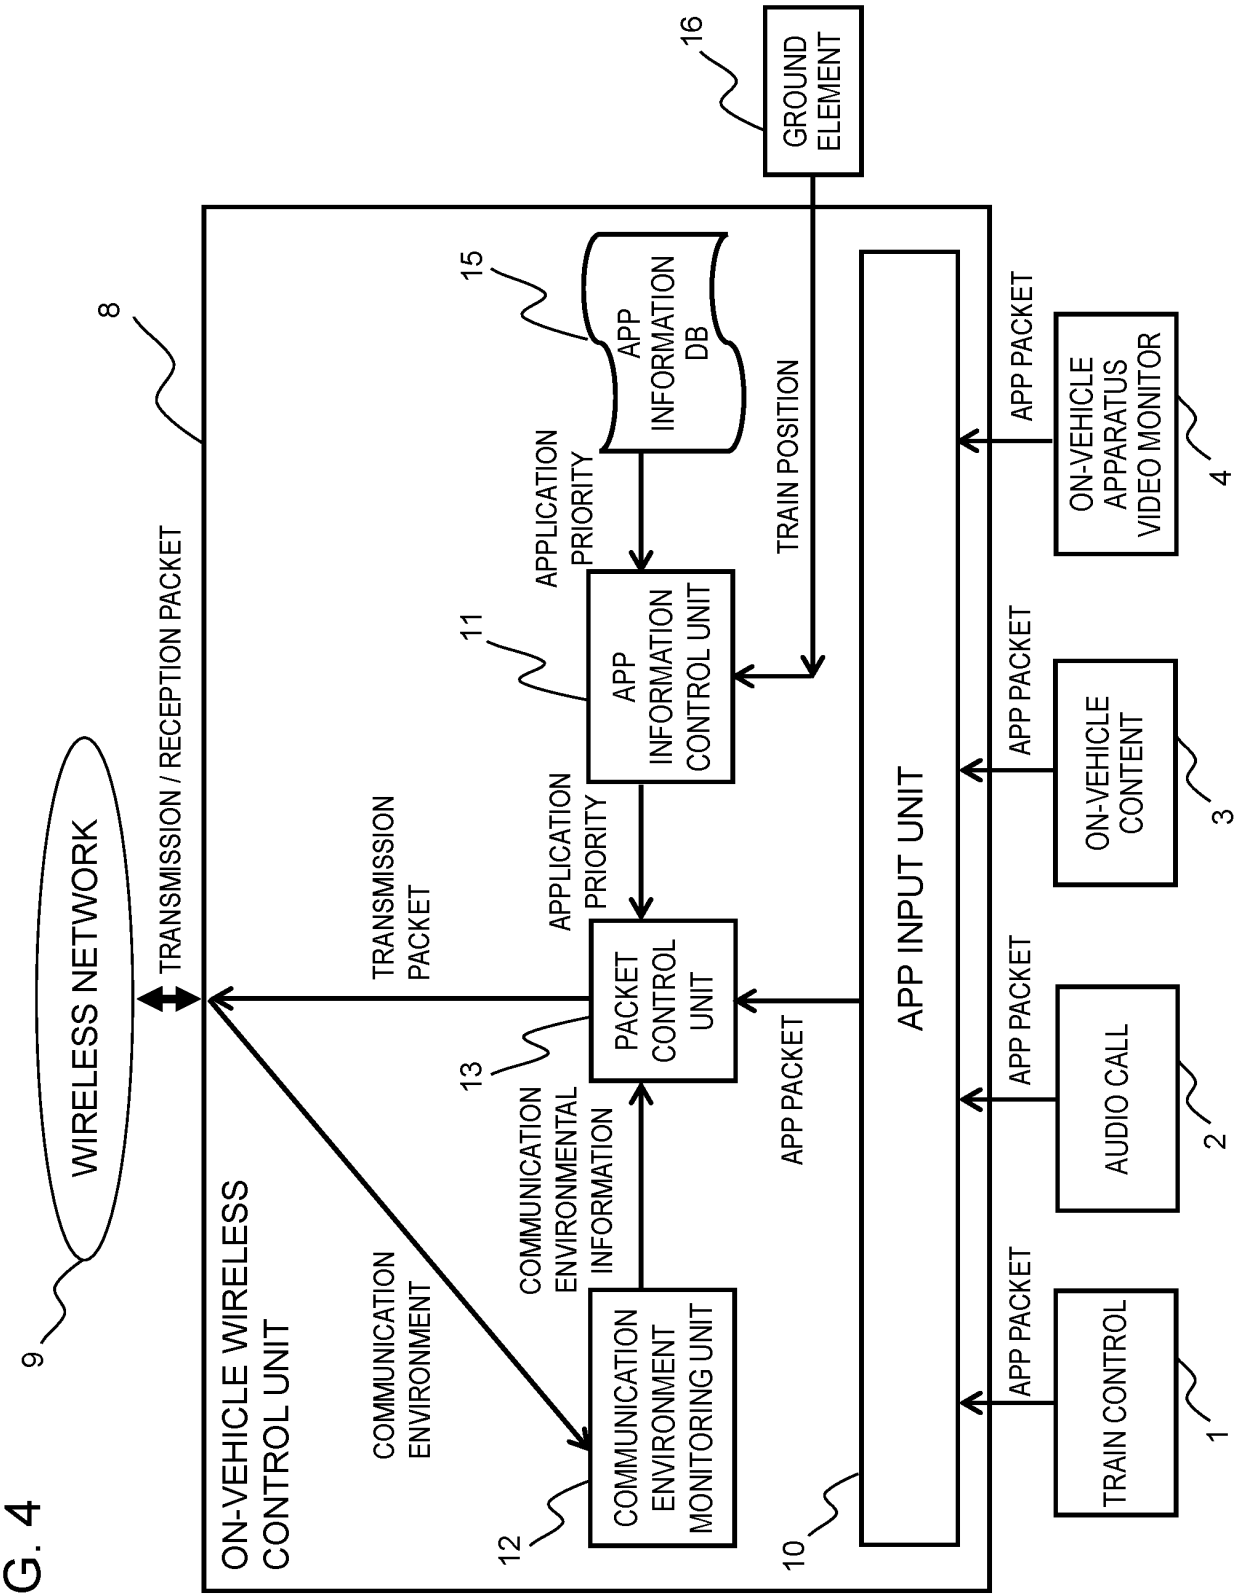 G. 4
9
WIRELESS NETWORK
TRANSMISSION / RECEPTION PACKET
8
ON-VEHICLE WIRELESS
CONTROL UNIT
COMMUNICATION
ENVIRONMENT
TRANSMISSION
PACKET
12
COMMUNICATION
ENVIRONMENT
MONITORING UNIT
COMMUNICATION
ENVIRONMENTAL
INFORMATION
13
PACKET
CONTROL
UNIT
APPLICATION
PRIORITY
11
APP
INFORMATION
CONTROL UNIT
APPLICATION
PRIORITY
15
APP
INFORMATION
DB
16
GROUND
ELEMENT
TRAIN POSITION
APP PACKET
10
APP INPUT UNIT
APP PACKET
APP PACKET
APP PACKET
APP PACKET
TRAIN CONTROL
1
AUDIO CALL
2
ON-VEHICLE
CONTENT
3
ON-VEHICLE
APPARATUS
VIDEO MONITOR
4